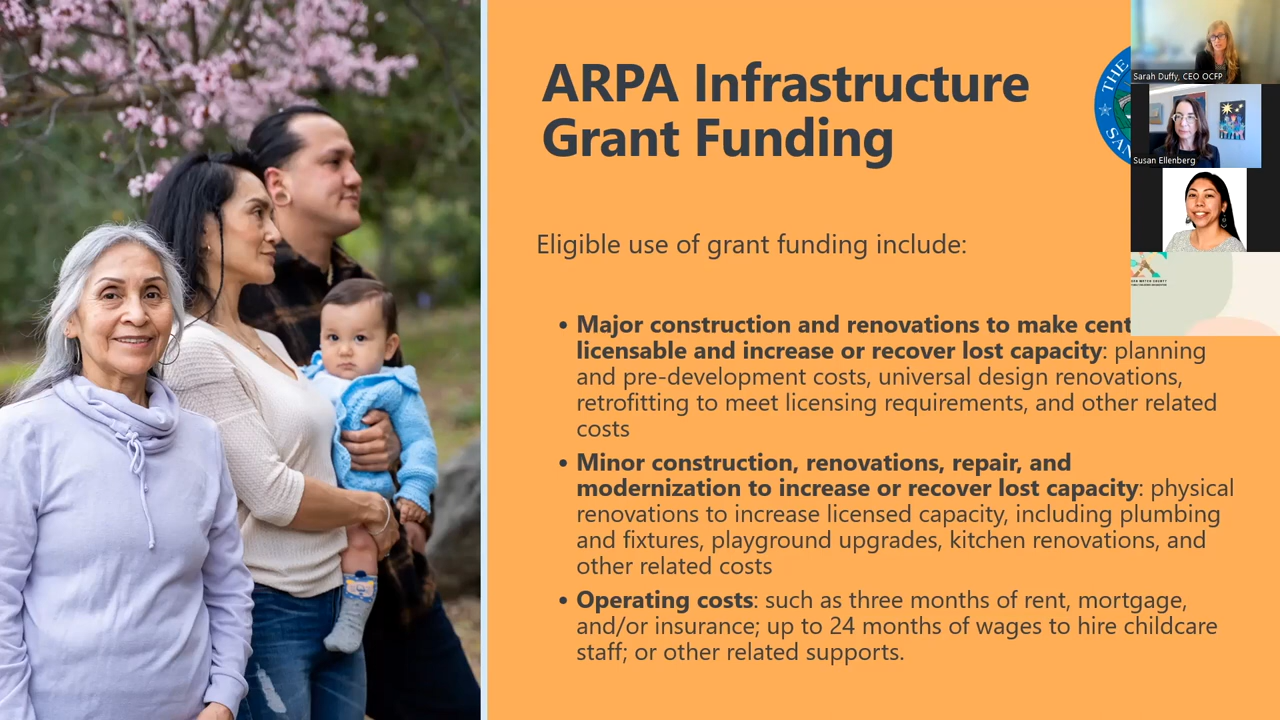 ARPA Infrastructure
Grant Funding
THE
SAN
Sarah Duffy, CEO OCFP
Susan Ellenberg
Eligible use of grant funding include:
• Major construction and renovations to make cent
licensable and increase or recover lost capacity: planning
and pre-development costs, universal design renovations,
retrofitting to meet licensing requirements, and other related
costs
• Minor construction, renovations, repair, and
modernization to increase or recover lost capacity: physical
renovations to increase licensed capacity, including plumbing
and fixtures, playground upgrades, kitchen renovations, and
other related costs
• Operating costs: such as three months of rent, mortgage,
and/or insurance; up to 24 months of wages to hire childcare
staff; or other related supports.